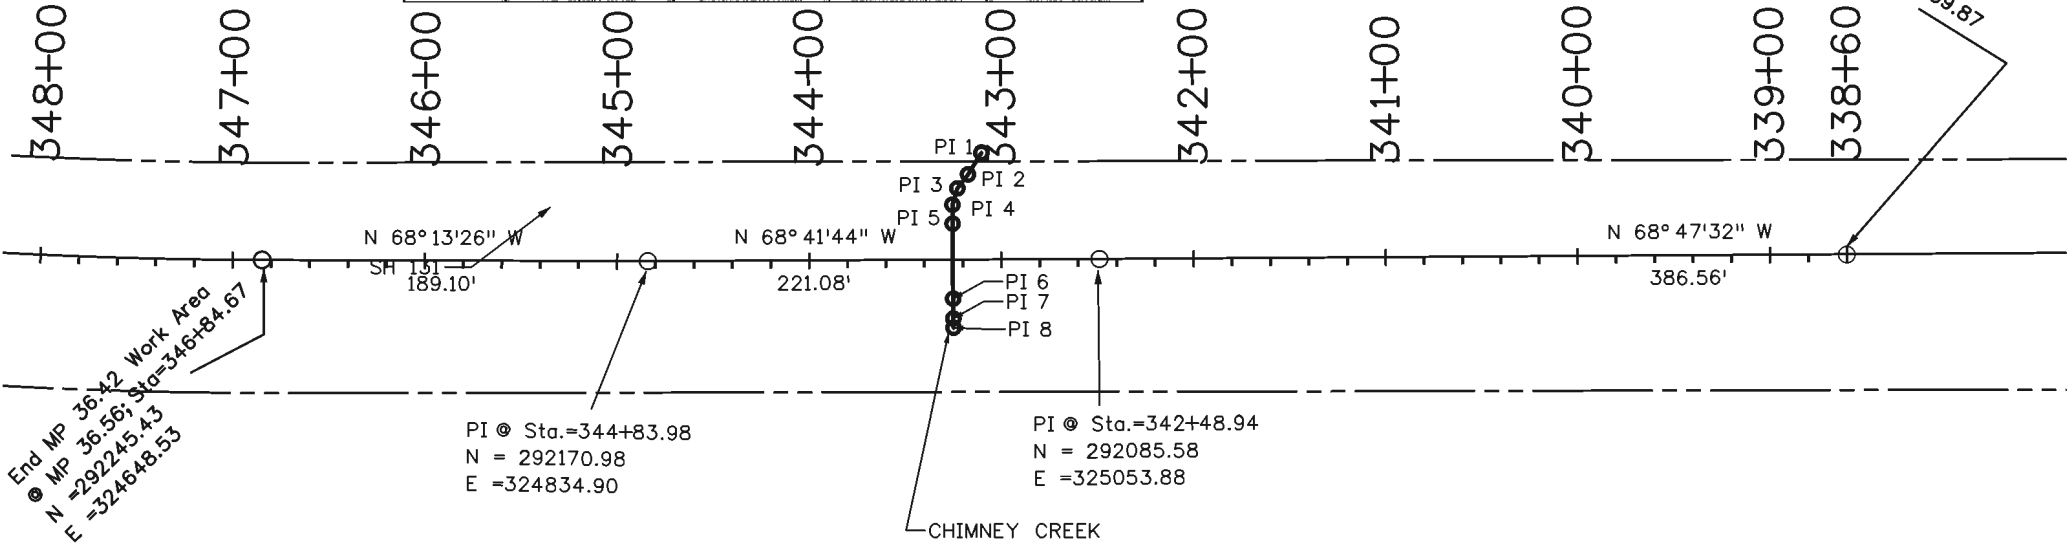 348+00
347+00
346+00
345+00
344+00
343+00
342+00
341+00
340+00
339+00
338+60
PI 1
PI 2
PI 3
PI 4
PI 5
N 68°13'26" W
N 68°41'44" W
N 68°47'32" W
SH 131
189.10'
221.08'
386.56'
PI 6
PI 7
PI 8
End MP 36.42 Work Area
@ MP 36.56; Sta=346+84.67
N =292245.43
E =324648.53
PI @ Sta.=344+83.98
N = 292170.98
E =324834.90
PI @ Sta.=342+48.94
N = 292085.58
E =325053.88
CHIMNEY CREEK